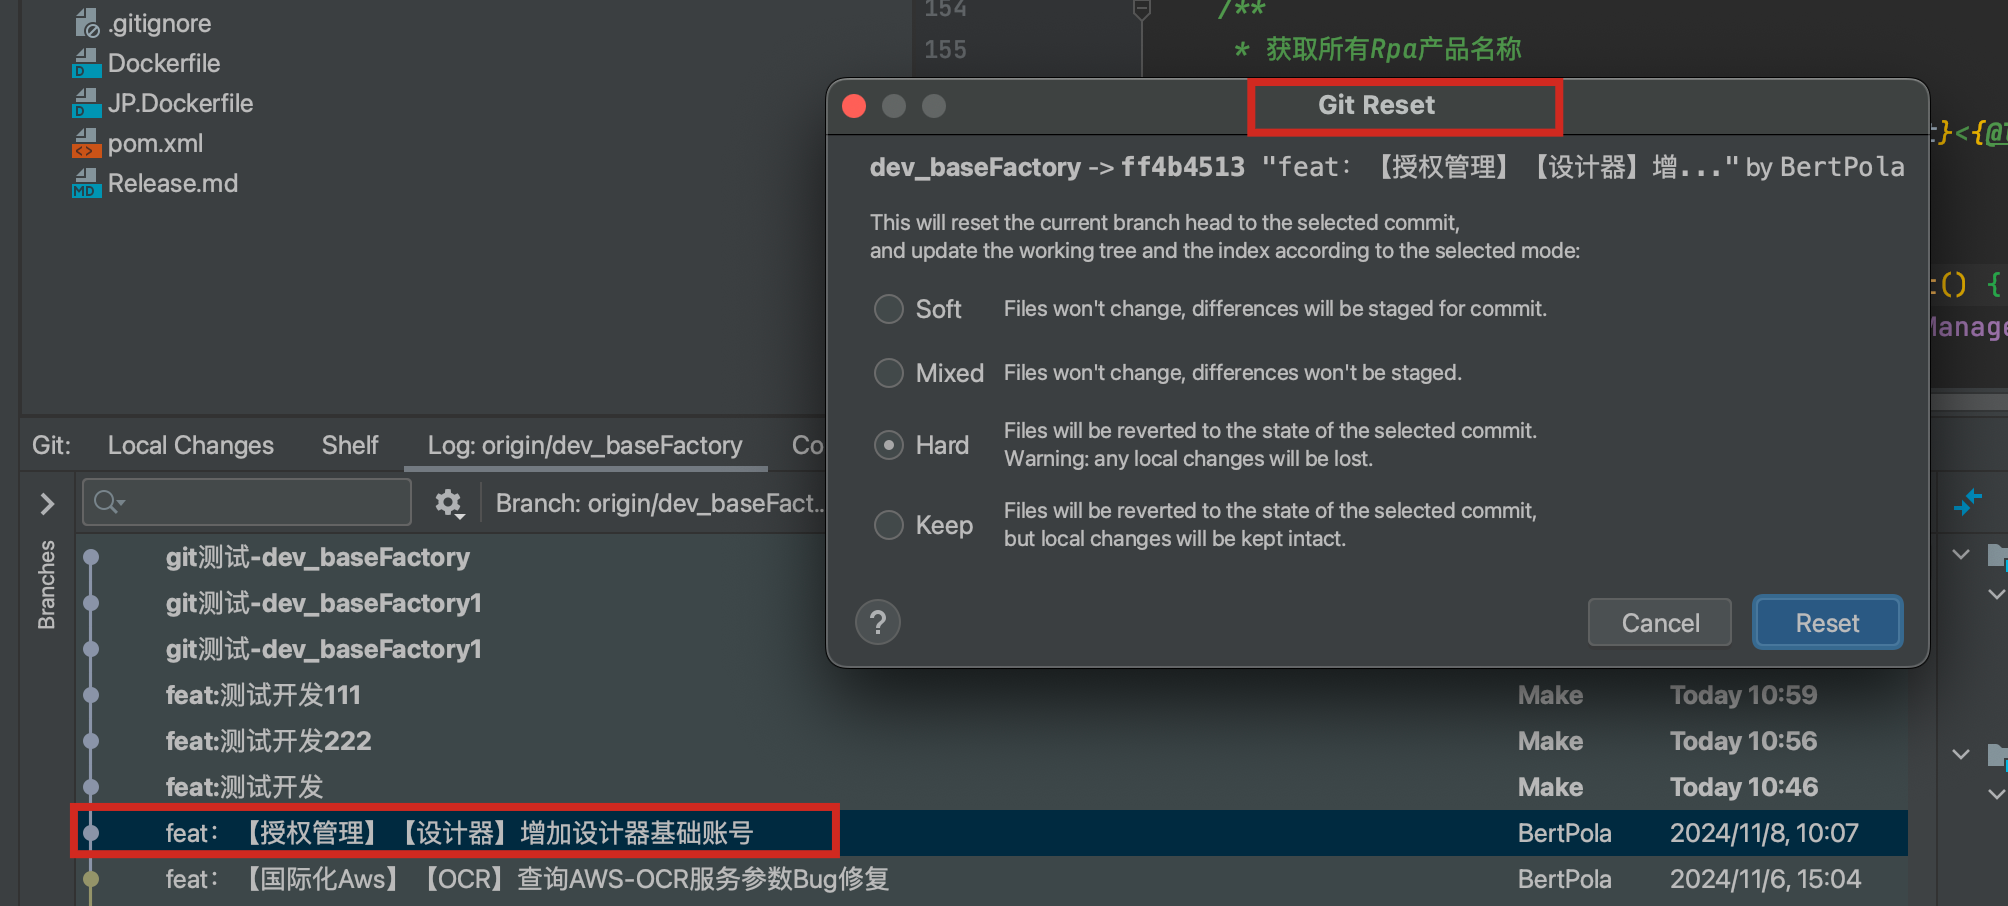 .gitignore
Dockerfile
JP.Dockerfile
pom.xml
Release.md
154
/**
155
* 获取所有Rpa产品名称
Git Reset
dev_baseFactory -> ff4b4513 "feat: 【授权管理】【设计器】增..." by BertPola
This will reset the current branch head to the selected commit,
and update the working tree and the index according to the selected mode:
Soft Files won't change, differences will be staged for commit.
Mixed Files won't change, differences won't be staged.
Hard Files will be reverted to the state of the selected commit.
Warning: any local changes will be lost.
Keep Files will be reverted to the state of the selected commit,
but local changes will be kept intact.
? Cancel Reset
}<{@
() {
Git: Local Changes Shelf Log: origin/dev_baseFactory Co
Branch: origin/dev_baseFact...
Branches
git测试-dev_baseFactory
git测试-dev_baseFactory1
git测试-dev_baseFactory1
feat:测试开发111 Make Today 10:59
feat:测试开发222 Make Today 10:56
feat:测试开发 Make Today 10:46
feat: 【授权管理】【设计器】增加设计器基础账号 BertPola 2024/11/8, 10:07
feat: 【国际化Aws】【OCR】查询AWS-OCR服务参数Bug修复 BertPola 2024/11/6, 15:04